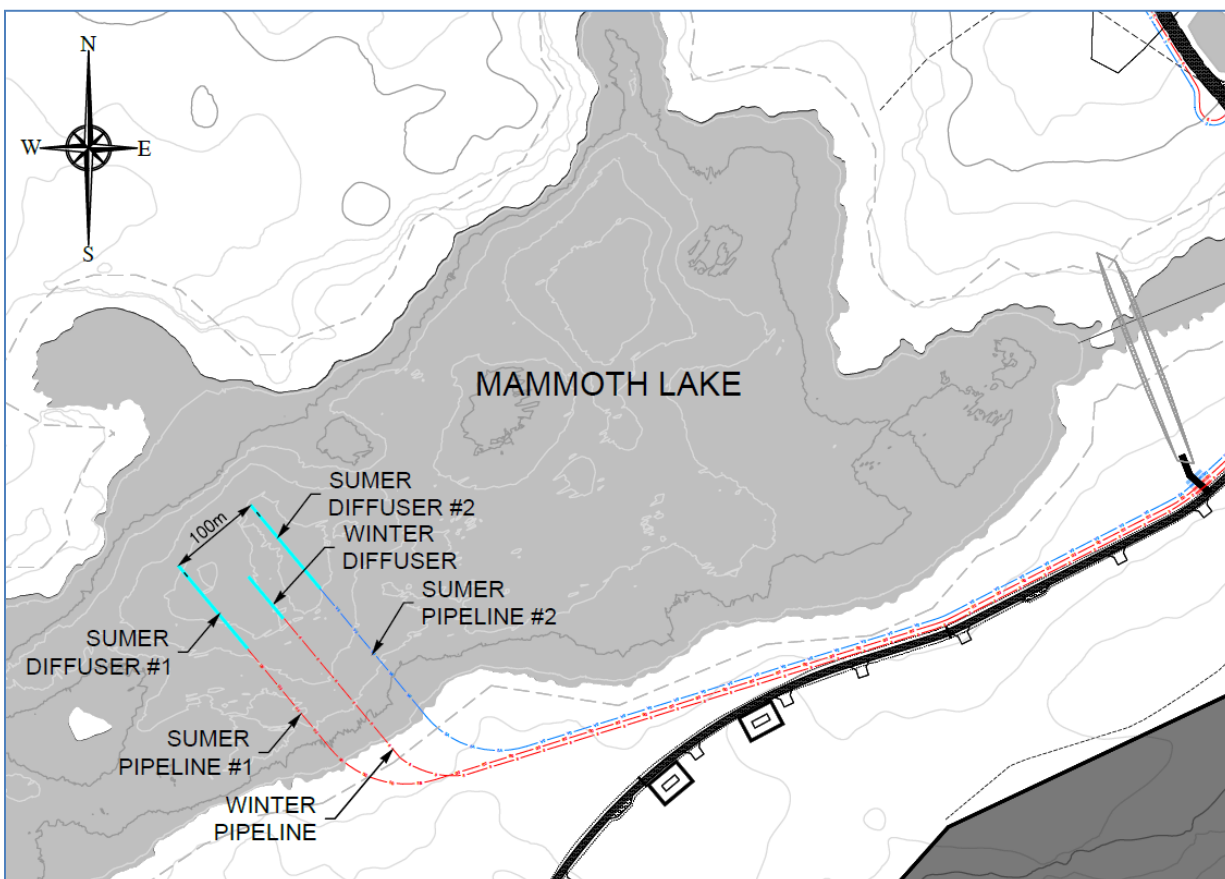 N
W
E
S
MAMMOTH LAKE
SUMER
DIFFUSER #2
WINTER
DIFFUSER
100m
SUMER
PIPELINE #2
SUMER
DIFFUSER #1
SUMER
PIPELINE #1
WINTER
PIPELINE